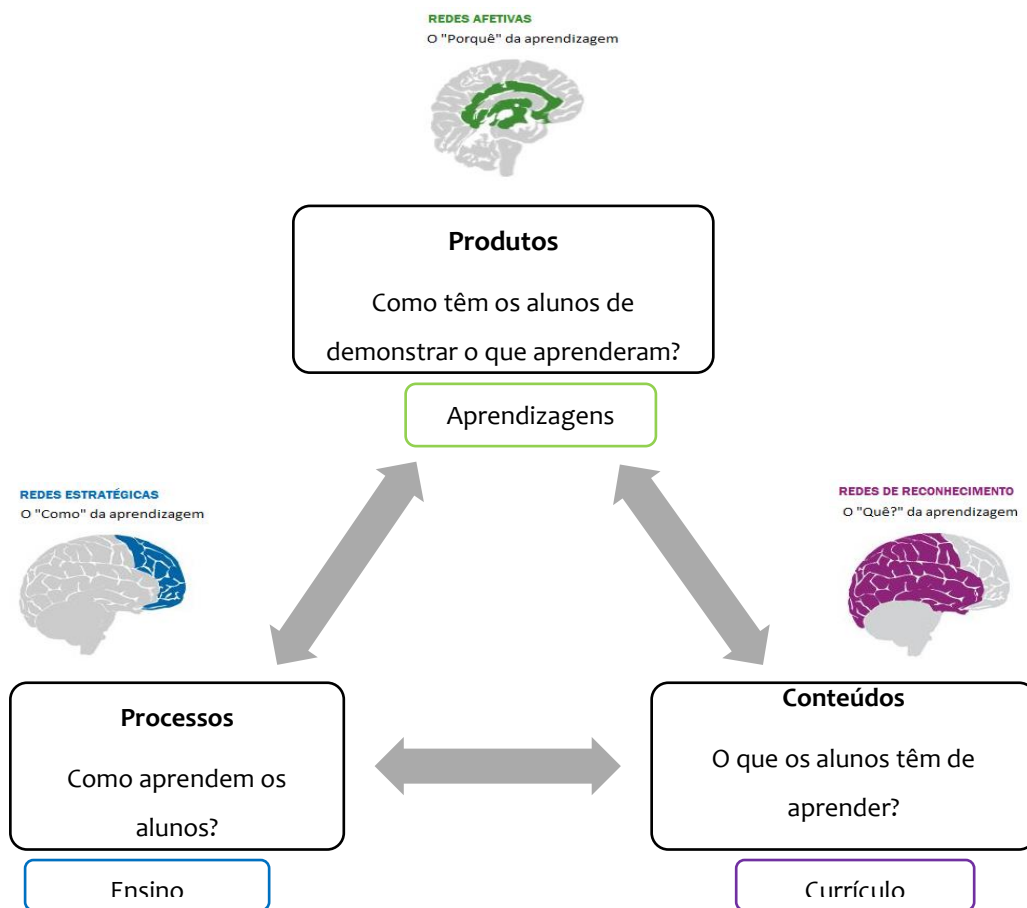 REDES AFETIVAS
O "Porquê" da aprendizagem
Produtos
Como têm os alunos de
demonstrar o que aprenderam?
Aprendizagens
REDES ESTRATÉGICAS
O "Como" da aprendizagem
REDES DE RECONHECIMENTO
O "Quê?" da aprendizagem
Processos
Como aprendem os
alunos?
Ensino
Conteúdos
O que os alunos têm de
aprender?
Currículo